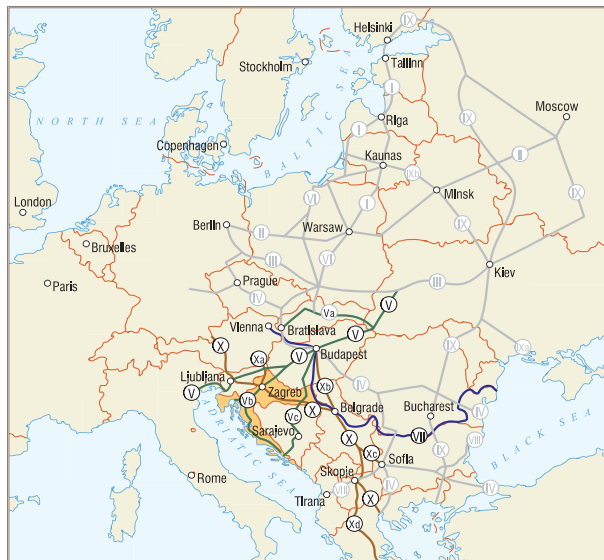 IX
Helsinki
Tallinn
Stockholm
I
IX
Moscow
NORTH SEA
BALTIC SEA
Riga
I
II
Copenhagen
Kaunas
IXb
Minsk
IX
VI
I
IX
London
Berlin
II
Warsaw
Bruxelles
III
VI
Kiev
Paris
Prague
III
IV
V
Va
Vienna
Bratislava
V
IXa
X
Xa
V
Budapest
IX
Ljubljana
Xb
IV
V
Vb
Zagreb
Vc
X
Belgrade
Bucharest
IV
ADRIATIC SEA
Sarajevo
X
VII
VIII
Xc
Sofia
IX
BLACK SEA
Rome
Skopje
IV
IV
Tirana
VIII
X
Xd